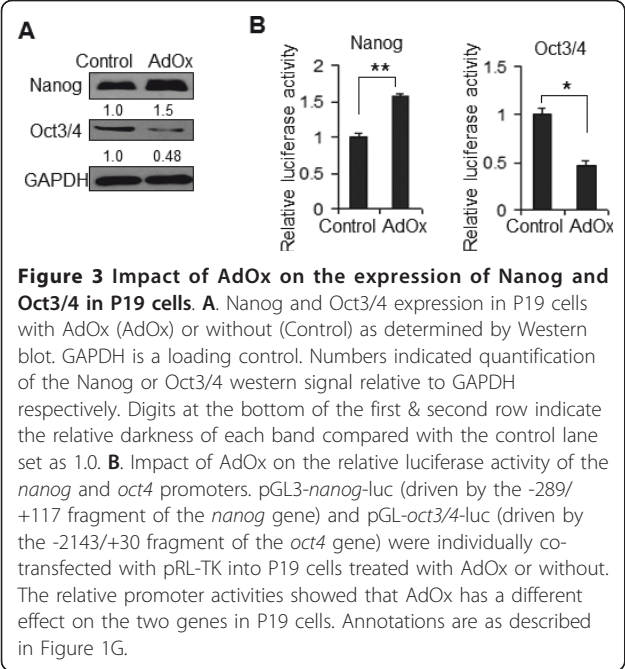 A
Control AdOx
Nanog
1.0 1.5
Oct3/4
1.0 0.48
GAPDH
B
Nanog
Relative luciferase activity
2
1.5
1
0.5
0
**
Control AdOx
Oct3/4
Relative luciferase activity
1.5
1
0.5
0
*
Control AdOx
Figure 3 Impact of AdOx on the expression of Nanog and
Oct3/4 in P19 cells. A. Nanog and Oct3/4 expression in P19 cells
with AdOx (AdOx) or without (Control) as determined by Western
blot. GAPDH is a loading control. Numbers indicated quantification
of the Nanog or Oct3/4 western signal relative to GAPDH
respectively. Digits at the bottom of the first & second row indicate
the relative darkness of each band compared with the control lane
set as 1.0. B. Impact of AdOx on the relative luciferase activity of the
nanog and oct4 promoters. pGL3-nanog-luc (driven by the -289/
+117 fragment of the nanog gene) and pGL-oct3/4-luc (driven by
the -2143/+30 fragment of the oct4 gene) were individually co-
transfected with pRL-TK into P19 cells treated with AdOx or without.
The relative promoter activities showed that AdOx has a different
effect on the two genes in P19 cells. Annotations are as described
in Figure 1G.